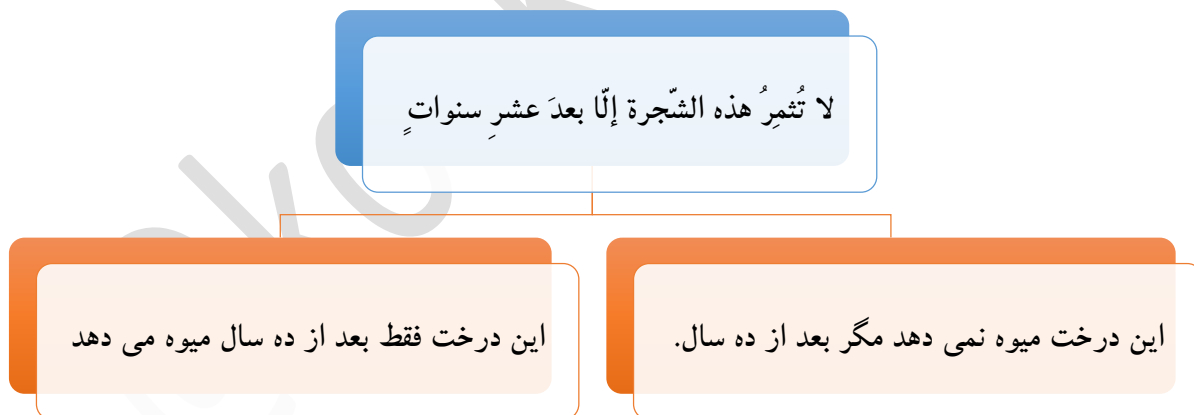 لا تُثمِرُ هذه الشّجرة إلّا بعدَ عشرِ سنواتٍ
این درخت میوه نمی دهد مگر بعد از ده سال.
این درخت فقط بعد از ده سال میوه می دهد